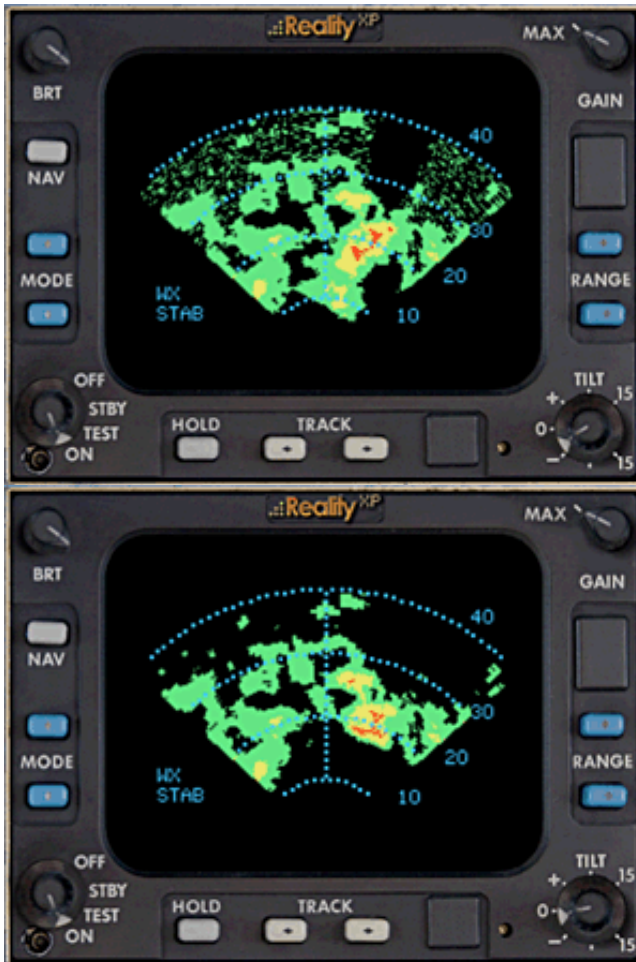 Reality XP
MAX
BRT
GAIN
40
NAV
30
MODE
RANGE
20
WX
STAB
10
OFF
TILT
15
STBY
+
HOLD
TRACK
TEST
0
ON
-
15
Reality XP
MAX
BRT
GAIN
40
NAV
30
MODE
RANGE
20
WX
STAB
10
OFF
TILT
15
STBY
+
HOLD
TRACK
TEST
0
ON
-
15